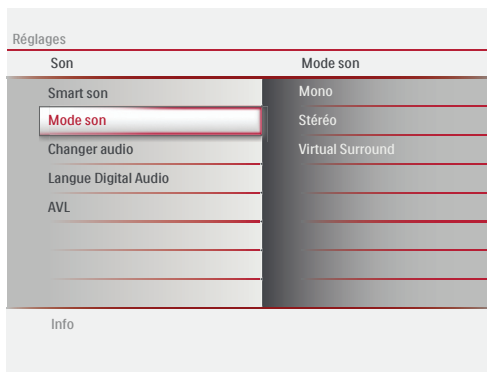 Réglages
Son Mode son
Smart son Mono
Mode son Stéréo
Changer audio Virtual Surround
Langue Digital Audio
AVL
Info